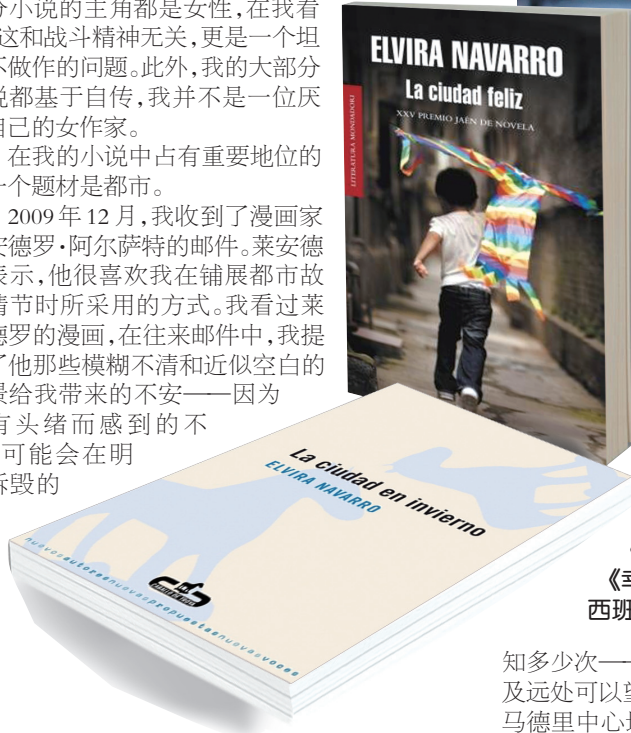 分小说的主角都是女性,在我看
这和战斗精神无关,更是一个坦
不做作的问题。此外,我的大部分
说都基于自传,我并不是一位厌
自己的女作家。
在我的小说中占有重要地位的
一个题材是都市。
2009年12月,我收到了漫画家
安德罗·阿尔萨特的邮件。莱安德
表示,他很喜欢我在铺展都市故
情节时所采用的方式。我看过莱
德罗的漫画,在往来邮件中,我提
了他那些模糊不清和近似空白的
景给我带来的不安——因为
有头绪而感到的不
可能会在明
拆毁的
ELVIRA NAVARRO
La ciudad feliz
XXV PREMIO JAÉN DE NOVELA
LITERATURA MONDADORI
La ciudad en invierno
ELVIRA NAVARRO
nuevosautoresnuevaspropuestasnuevasvoces
CABALLO DE TROYA
《幸
西班
知多少次——
及远处可以望
马德里中心地